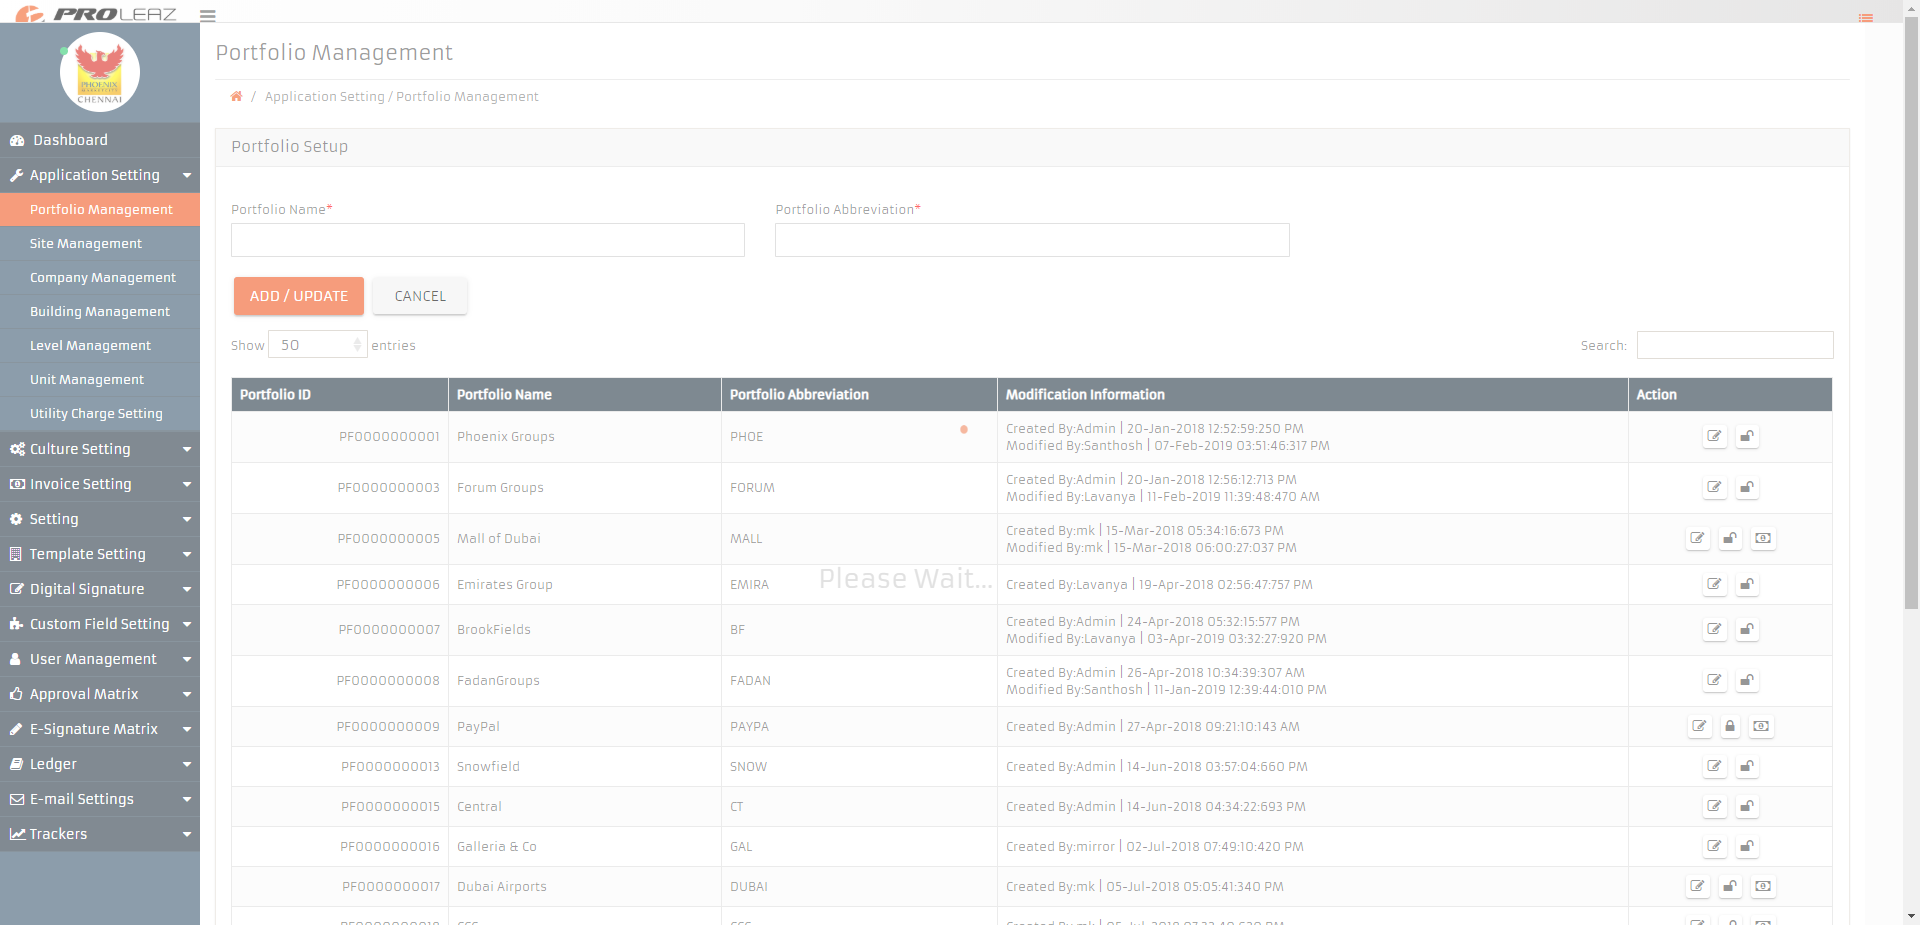 PROLEAZ
PHOENIX
MARKETCITY
CHENNAI
Dashboard
Application Setting
Portfolio Management
Site Management
Company Management
Building Management
Level Management
Unit Management
Utility Charge Setting
Culture Setting
Invoice Setting
Setting
Template Setting
Digital Signature
Custom Field Setting
User Management
Approval Matrix
E-Signature Matrix
Ledger
E-mail Settings
Trackers
Portfolio Management
/ Application Setting / Portfolio Management
Portfolio Setup
Portfolio Name* Portfolio Abbreviation*
ADD / UPDATE CANCEL
Show 50 entries Search:
Portfolio ID Portfolio Name Portfolio Abbreviation Modification Information Action
PF0000000001 Phoenix Groups PHOE Created By:Admin | 20-Jan-2018 12:52:59:250 PM
Modified By:Santhosh | 07-Feb-2019 03:51:46:317 PM
PF0000000003 Forum Groups FORUM Created By:Admin | 20-Jan-2018 12:56:12:713 PM
Modified By:Lavanya | 11-Feb-2019 11:39:48:470 AM
PF0000000005 Mall of Dubai MALL Created By:mk | 15-Mar-2018 05:34:16:673 PM
Modified By:mk | 15-Mar-2018 06:00:27:037 PM
Please Wait...
PF0000000006 Emirates Group EMIRA Created By:Lavanya | 19-Apr-2018 02:56:47:757 PM
PF0000000007 BrookFields BF Created By:Admin | 24-Apr-2018 05:32:15:577 PM
Modified By:Lavanya | 03-Apr-2019 03:32:27:920 PM
PF0000000008 FadanGroups FADAN Created By:Admin | 26-Apr-2018 10:34:39:307 AM
Modified By:Santhosh | 11-Jan-2019 12:39:44:010 PM
PF0000000009 PayPal PAYPA Created By:Admin | 27-Apr-2018 09:21:10:143 AM
PF0000000013 Snowfield SNOW Created By:Admin | 14-Jun-2018 03:57:04:660 PM
PF0000000015 Central CT Created By:Admin | 14-Jun-2018 04:34:22:693 PM
PF0000000016 Galleria & Co GAL Created By:mirror | 02-Jul-2018 07:49:10:420 PM
PF0000000017 Dubai Airports DUBAI Created By:mk | 05-Jul-2018 05:05:41:340 PM